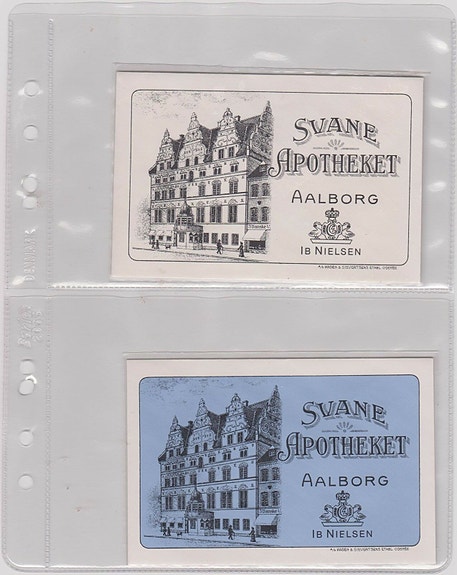 SVANE
APOTHEKET
AALBORG
IB NIELSEN
SVANE
APOTHEKET
AALBORG
IB NIELSEN